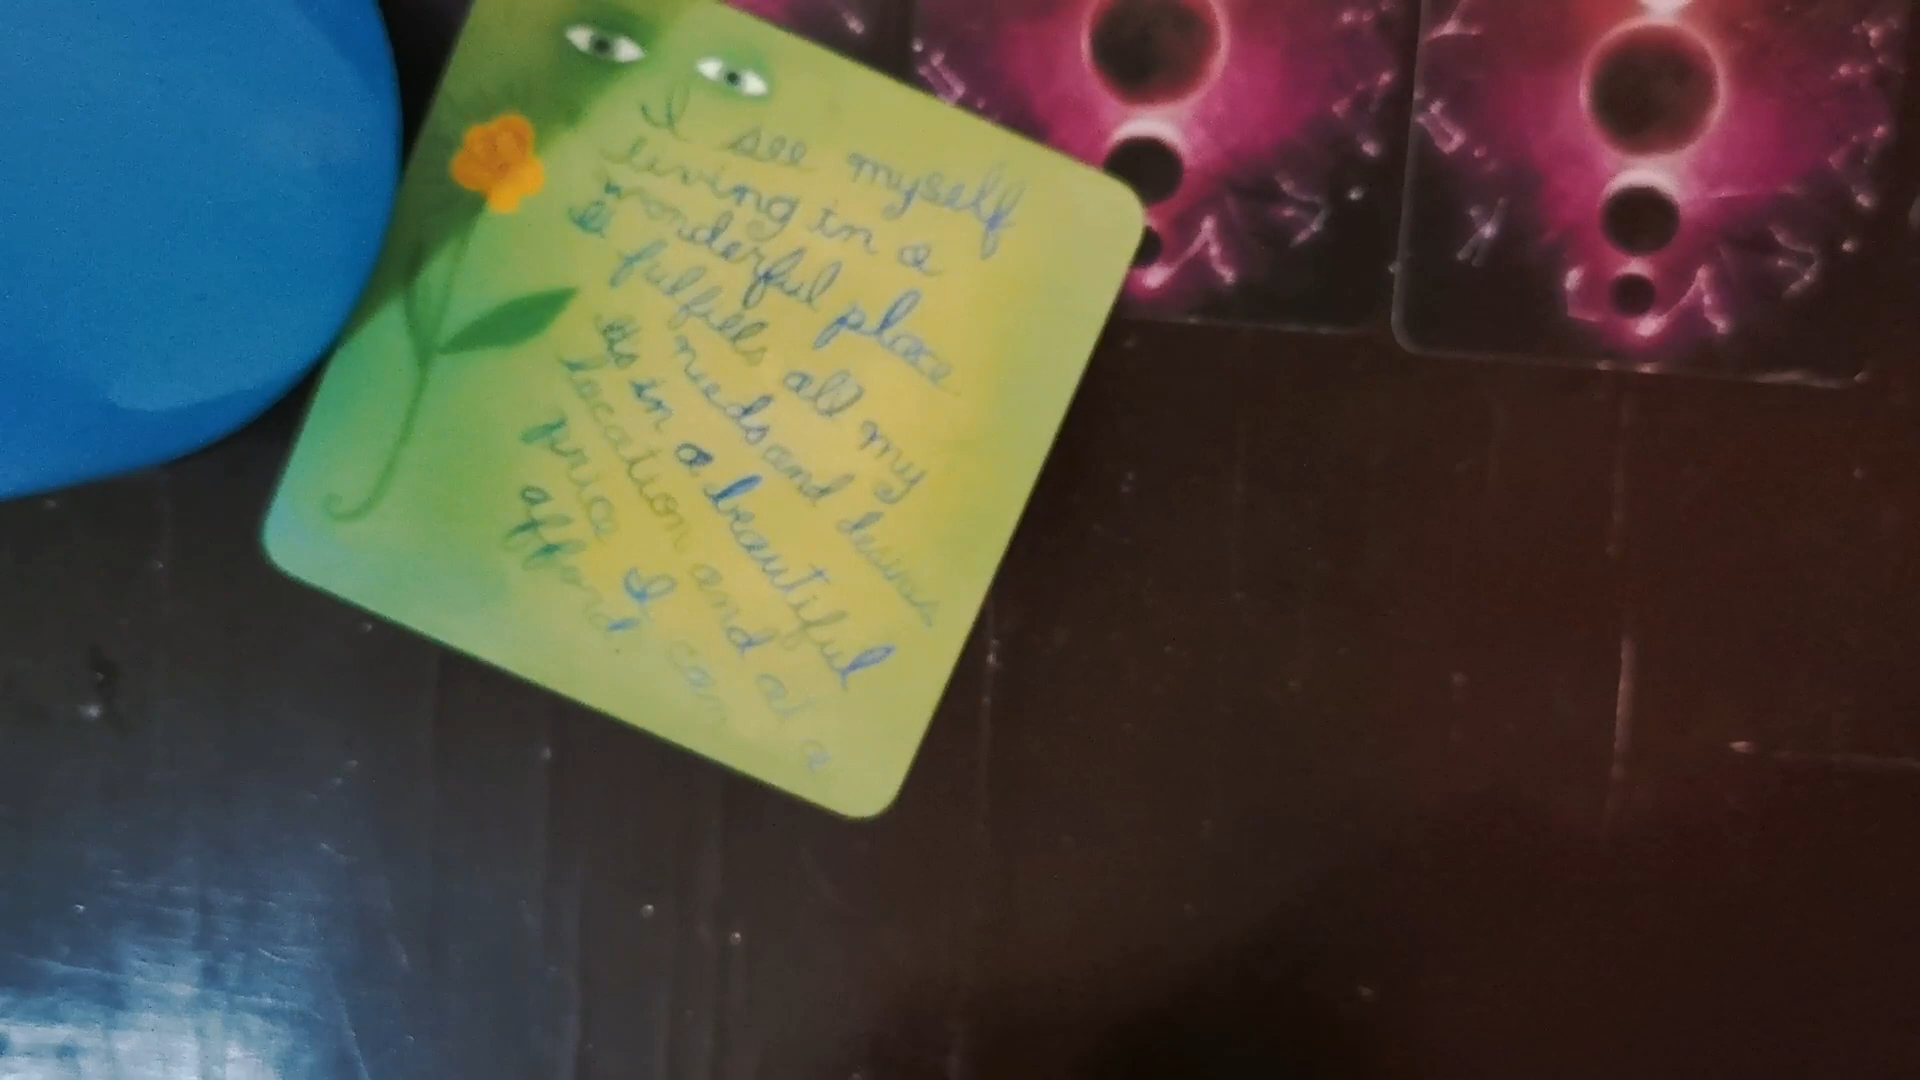 I see myself
living in a
wonderful place
It fulfills all my
needs and desires
Its in a beautiful
location and at a
price I can
afford.